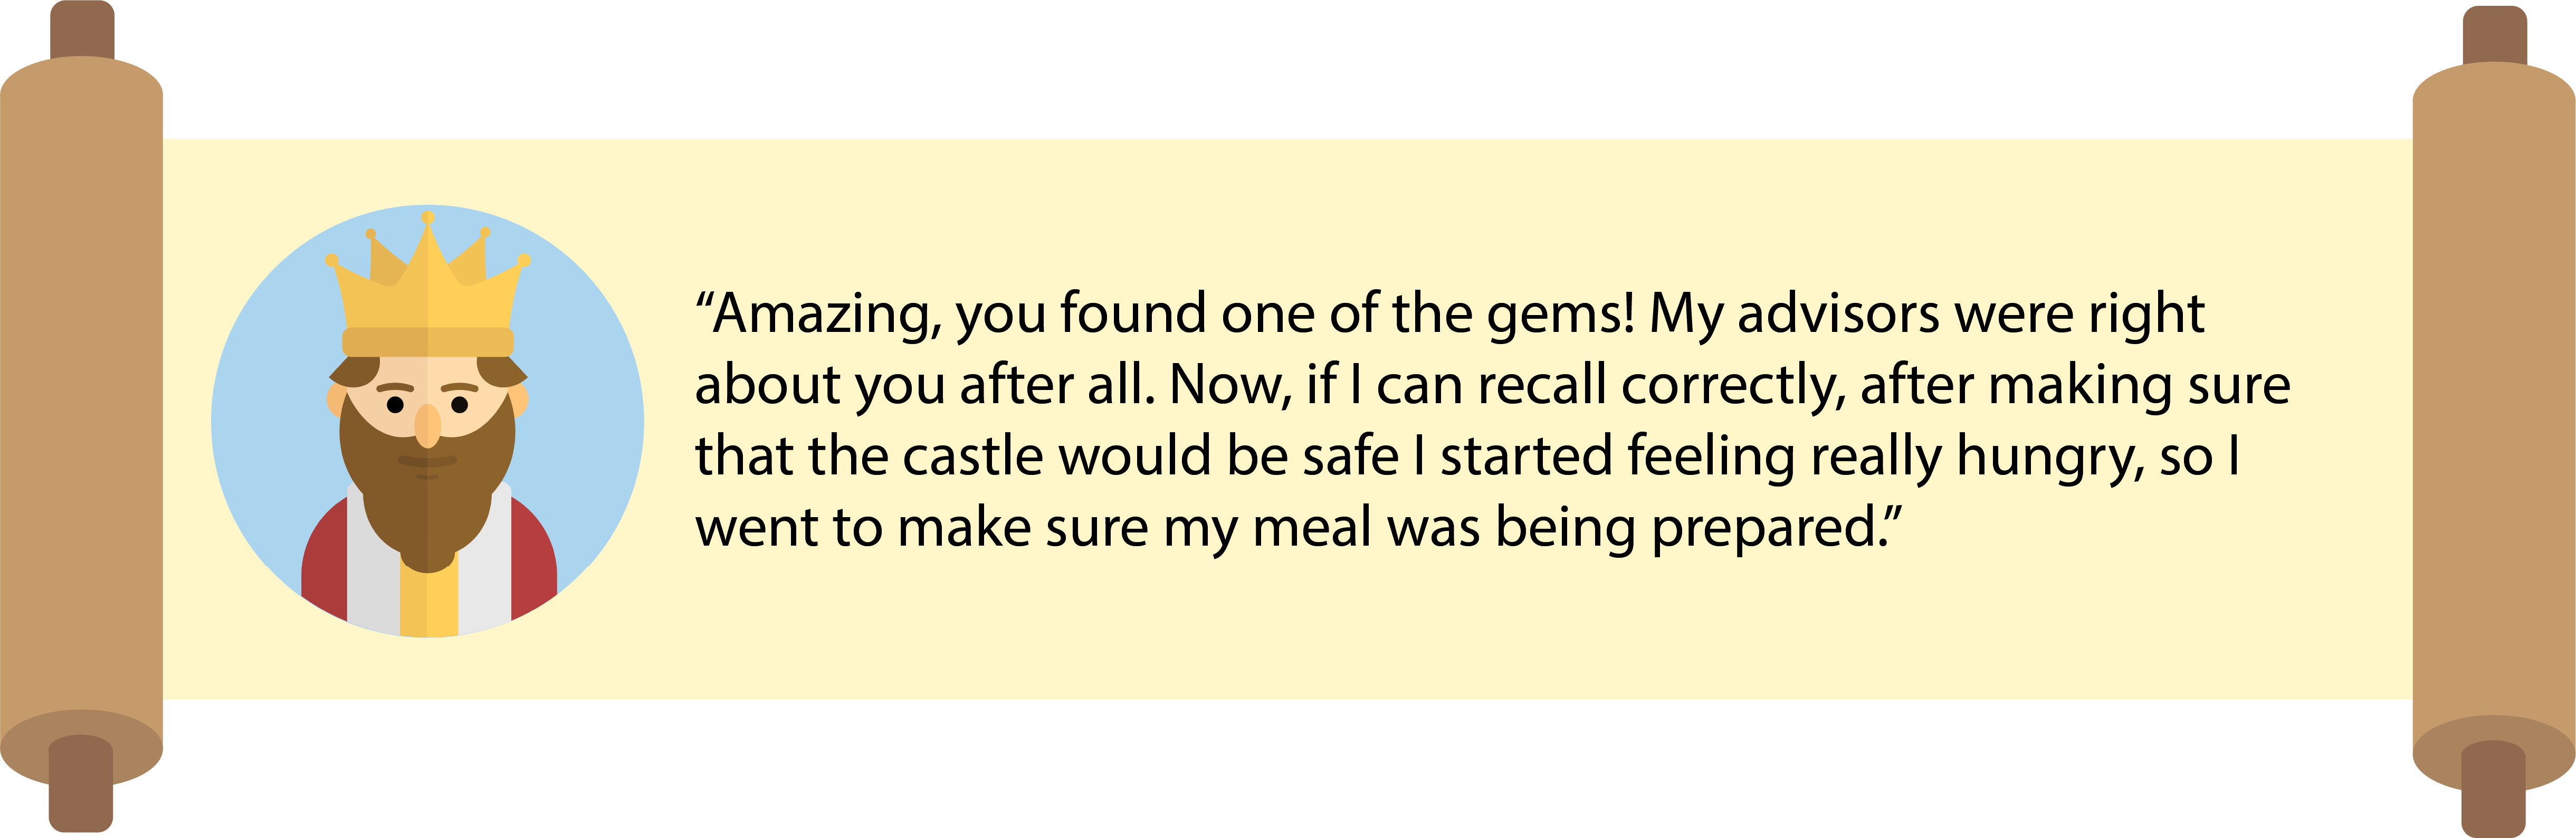 “Amazing, you found one of the gems! My advisors were right
about you after all. Now, if I can recall correctly, after making sure
that the castle would be safe I started feeling really hungry, so I
went to make sure my meal was being prepared.”